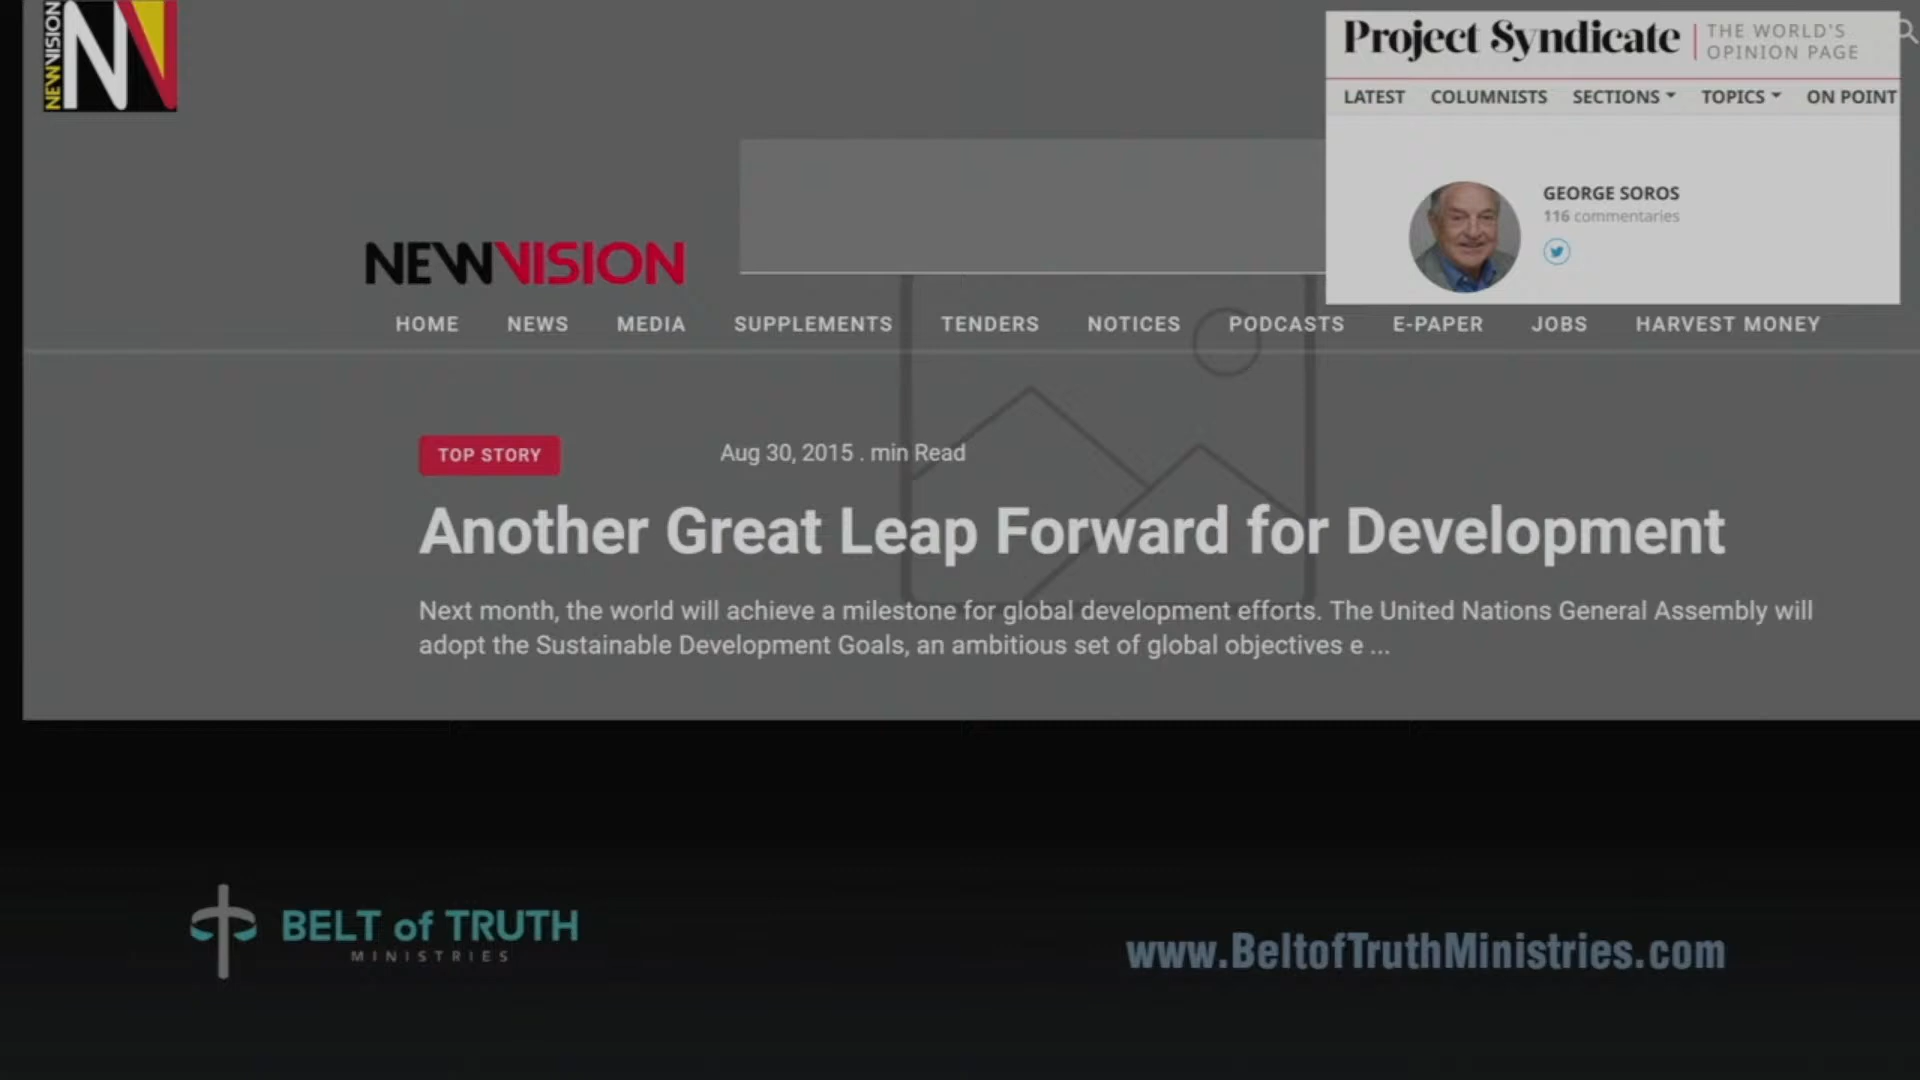 NEWVISION
N
Project Syndicate
THE WORLD'S
OPINION PAGE
LATEST COLUMNISTS SECTIONS TOPICS ON POINT
GEORGE SOROS
116 commentaries
NEWVISION
HOME NEWS MEDIA SUPPLEMENTS TENDERS NOTICES PODCASTS E-PAPER JOBS HARVEST MONEY
TOP STORY
Aug 30, 2015 . min Read
Another Great Leap Forward for Development
Next month, the world will achieve a milestone for global development efforts. The United Nations General Assembly will
adopt the Sustainable Development Goals, an ambitious set of global objectives e ...
BELT of TRUTH
MINISTRIES
www.BeltofTruthMinistries.com